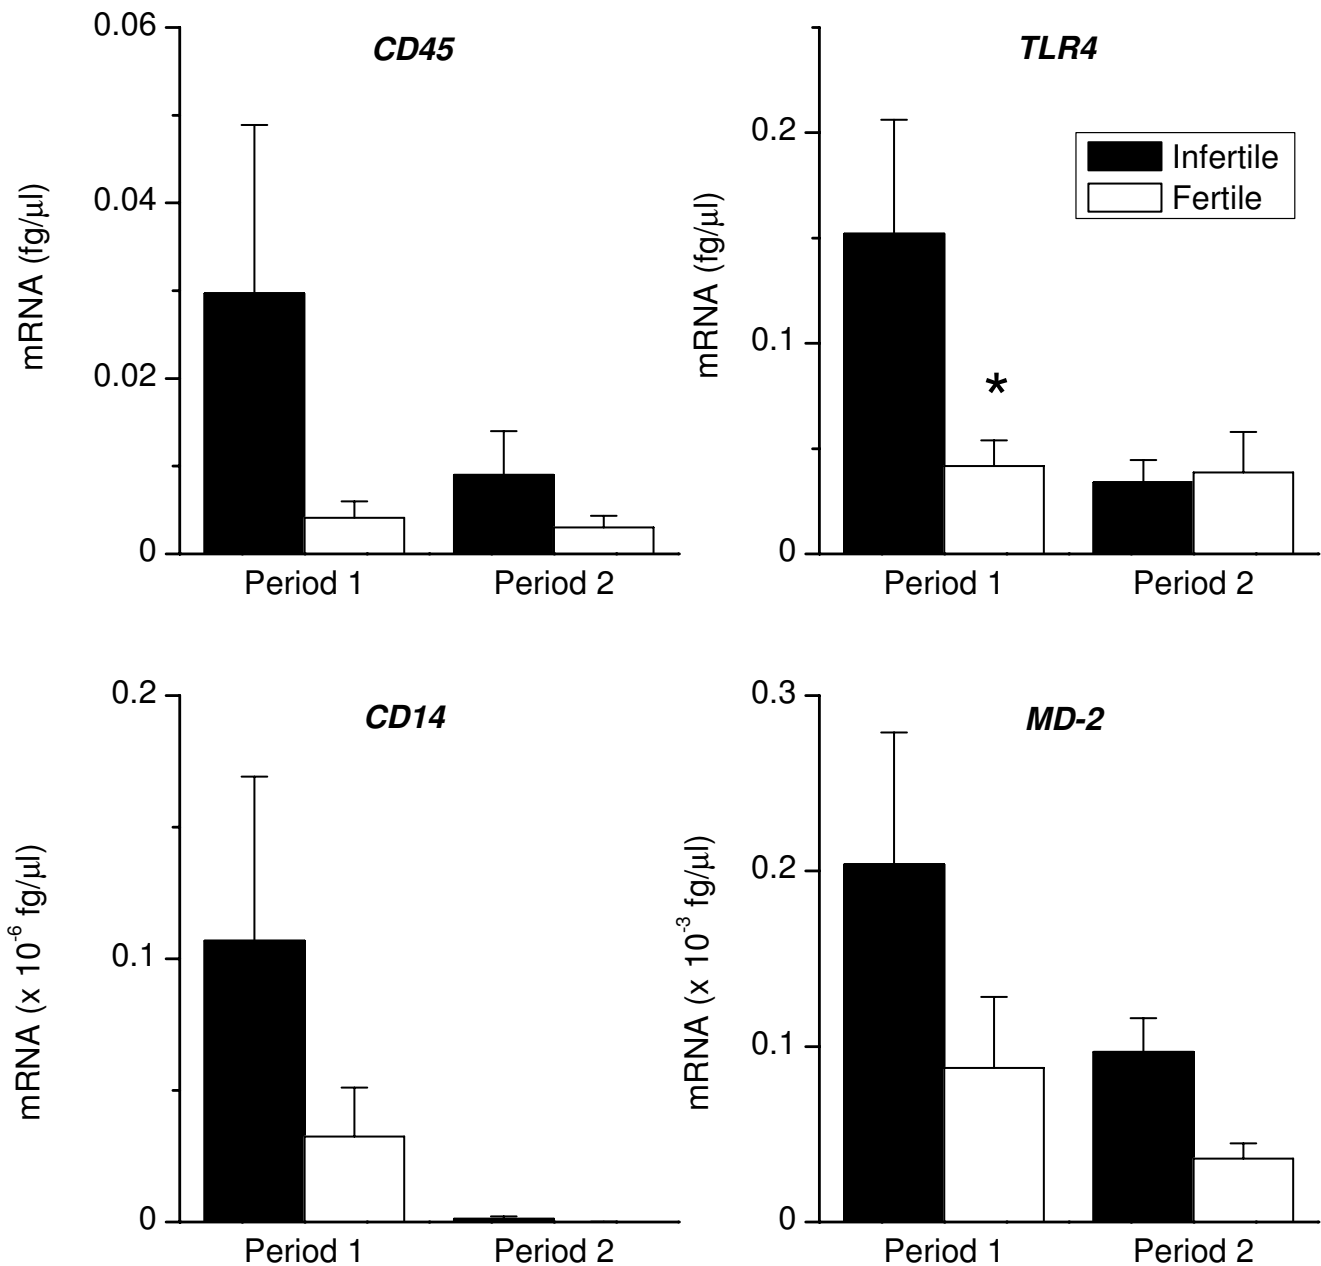 CD45
0.06
0.04
0.02
0
mRNA (fg/μl)
Period 1
Period 2
TLR4
0.2
0.1
0
mRNA (fg/μl)
Infertile
Fertile
*
Period 1
Period 2
CD14
0.2
0.1
0
mRNA (x 10⁻⁶ fg/μl)
Period 1
Period 2
MD-2
0.3
0.2
0.1
0
mRNA (x 10⁻³ fg/μl)
Period 1
Period 2